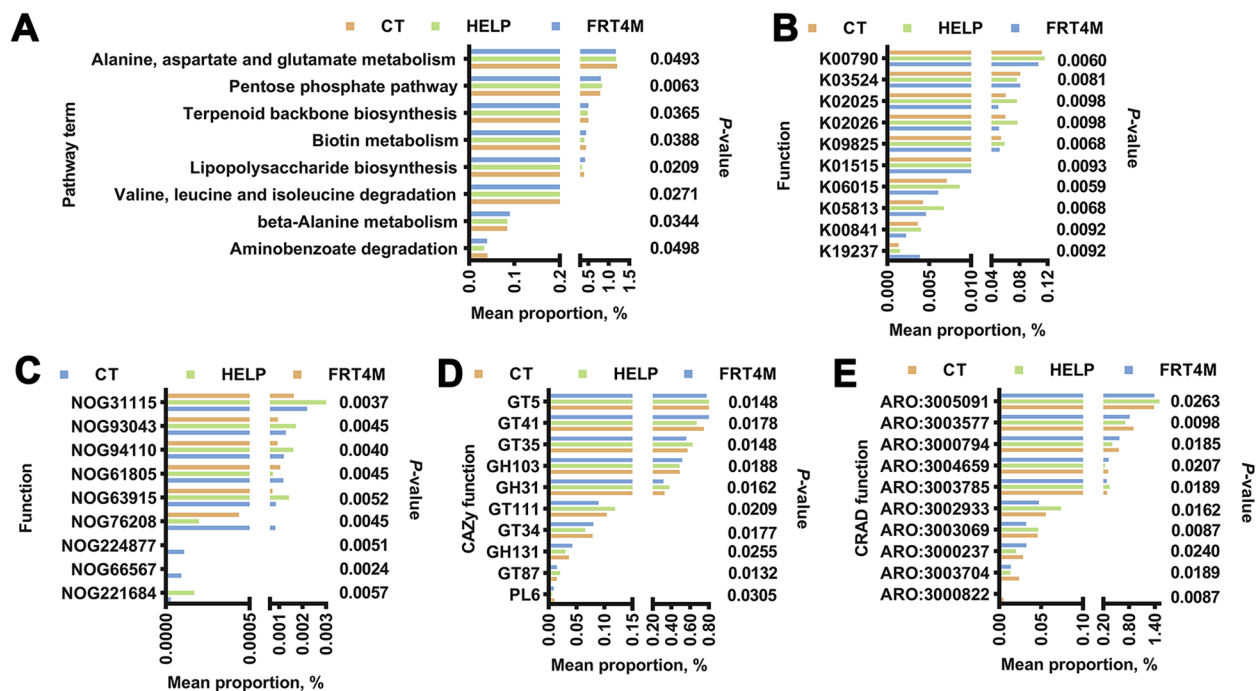 A
CT HELP FRT4M
Pathway term
Alanine, aspartate and glutamate metabolism 0.0493
Pentose phosphate pathway 0.0063
Terpenoid backbone biosynthesis 0.0365
Biotin metabolism 0.0388
Lipopolysaccharide biosynthesis 0.0209
Valine, leucine and isoleucine degradation 0.0271
beta-Alanine metabolism 0.0344
Aminobenzoate degradation 0.0498
P-value
0.0 0.1 0.2 0.5 1.0 1.5
Mean proportion, %
B
CT HELP FRT4M
Function
K00790 0.0060
K03524 0.0081
K02025 0.0098
K02026 0.0098
K09825 0.0068
K01515 0.0093
K06015 0.0059
K05813 0.0068
K00841 0.0092
K19237 0.0092
P-value
0.000 0.005 0.010 0.04 0.08 0.12
Mean proportion, %
C
CT HELP FRT4M
Function
NOG31115 0.0037
NOG93043 0.0045
NOG94110 0.0040
NOG61805 0.0045
NOG63915 0.0052
NOG76208 0.0045
NOG224877 0.0051
NOG66567 0.0024
NOG221684 0.0057
P-value
0.0000 0.0005 0.001 0.002 0.003
Mean proportion, %
D
CT HELP FRT4M
CAZy function
GT5 0.0148
GT41 0.0178
GT35 0.0148
GH103 0.0188
GH31 0.0162
GT111 0.0209
GT34 0.0177
GH131 0.0255
GT87 0.0132
PL6 0.0305
P-value
0.00 0.05 0.10 0.15 0.20 0.40 0.60 0.80
Mean proportion, %
E
CT HELP FRT4M
CRAD function
ARO:3005091 0.0263
ARO:3003577 0.0098
ARO:3000794 0.0185
ARO:3004659 0.0207
ARO:3003785 0.0189
ARO:3002933 0.0162
ARO:3003069 0.0087
ARO:3000237 0.0240
ARO:3003704 0.0189
ARO:3000822 0.0087
P-value
0.00 0.05 0.10 0.20 0.80 1.40
Mean proportion, %